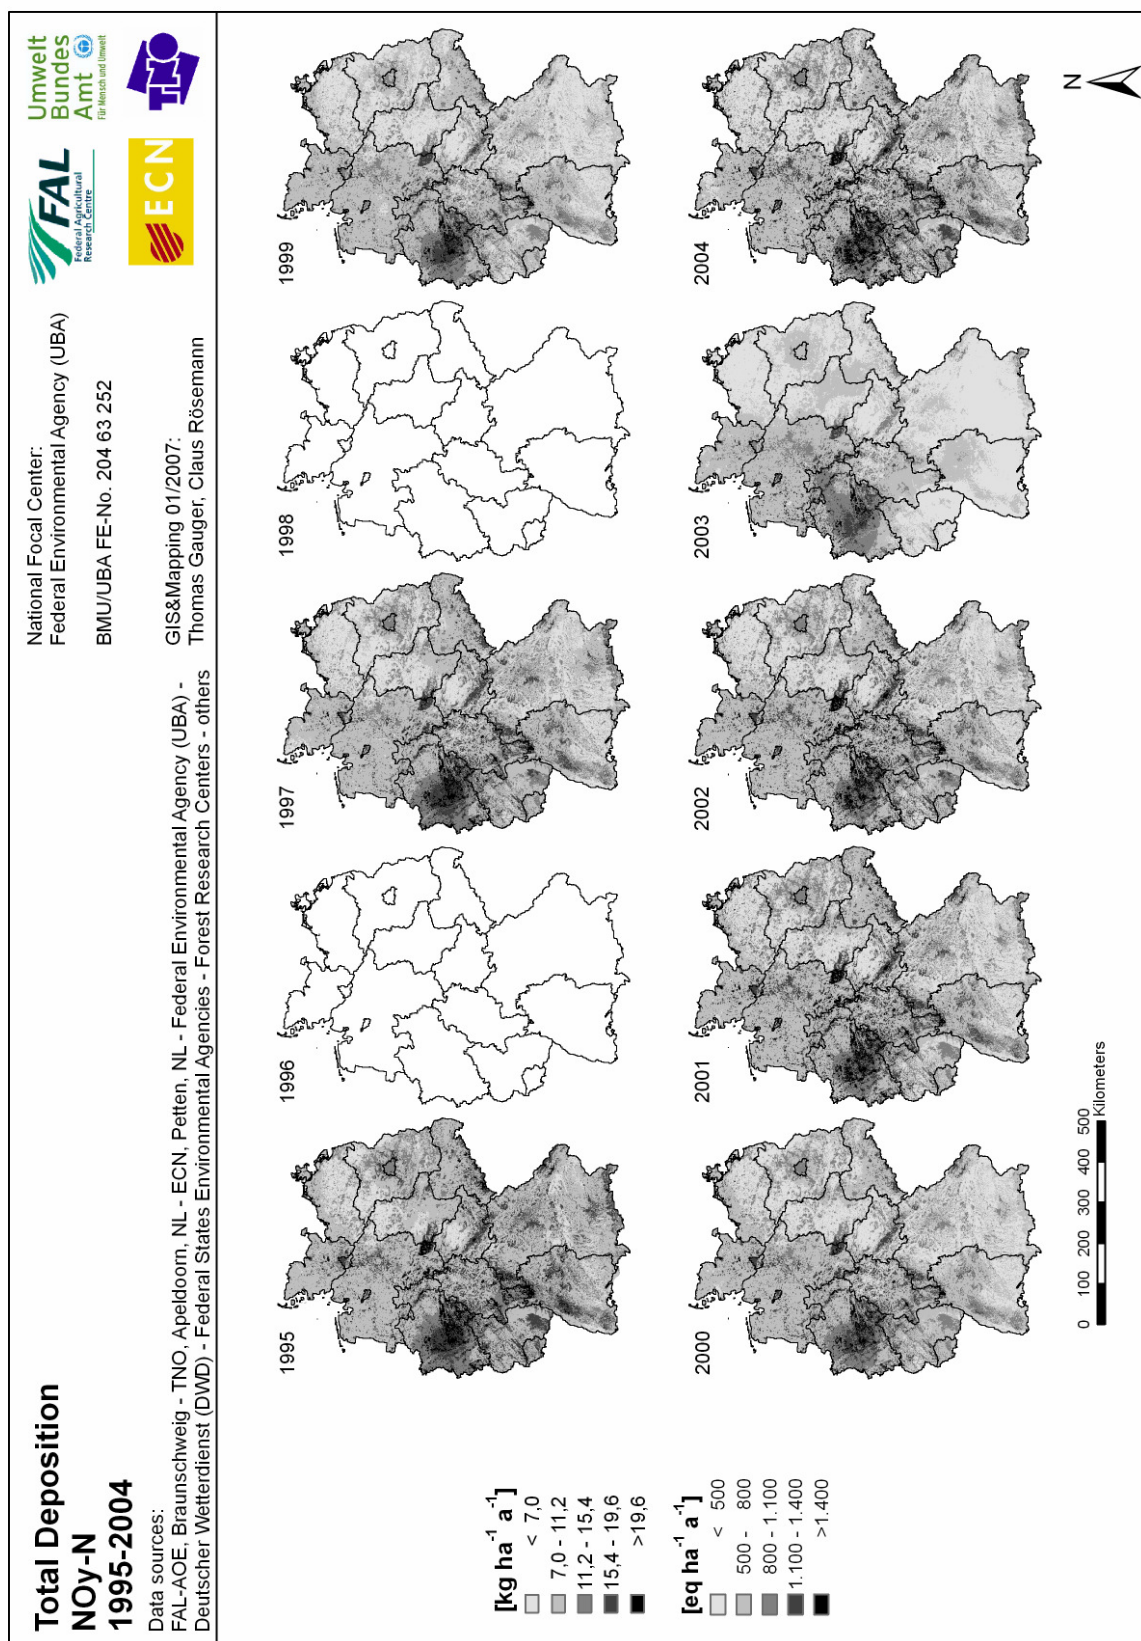 Total Deposition
NOy-N
1995-2004
Data sources:
FAL-AOE, Braunschweig - TNO, Apeldoorn, NL - ECN, Petten, NL - Federal Environmental Agency (UBA) -
Deutscher Wetterdienst (DWD) - Federal States Environmental Agencies - Forest Research Centers - others
National Focal Center:
Federal Environmental Agency (UBA)
BMU/UBA FE-No. 204 63 252
GIS&Mapping 01/2007:
Thomas Gauger, Claus Rösemann
FAL
Federal Agricultural
Research Centre
Umwelt
Bundes
Amt
Für Mensch und Umwelt
ECN
TNO
1995
1996
1997
1998
1999
2000
2001
2002
2003
2004
[kg ha⁻¹ a⁻¹]
< 7,0
7,0 - 11,2
11,2 - 15,4
15,4 - 19,6
>19,6
[eq ha⁻¹ a⁻¹]
< 500
500 - 800
800 - 1.100
1.100 - 1.400
>1.400
0 100 200 300 400 500
Kilometers
N